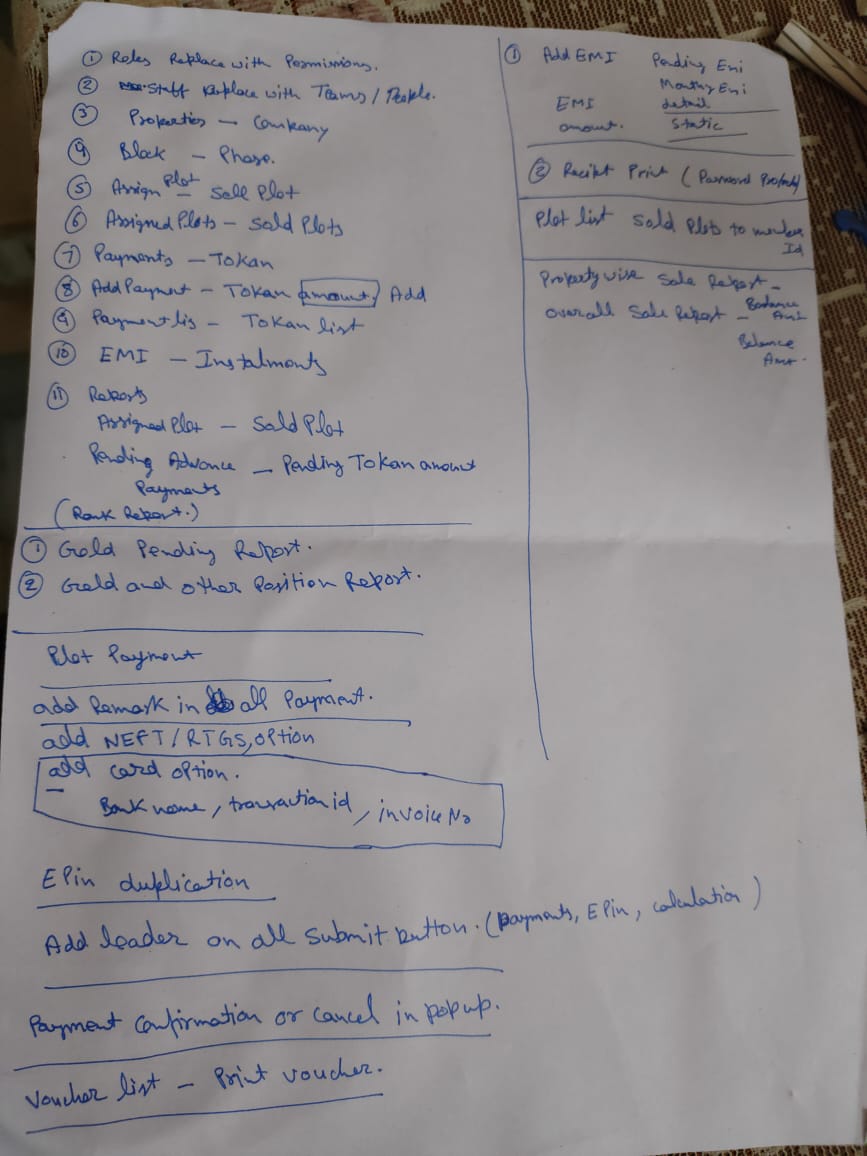 ① Roles Replace with Permissions.
② Staff Replace with Teams / People.
③ Properties – Company
④ Block – Phase.
⑤ Assign Plot – Sell Plot
⑥ Assigned Plots – Sold Plots
⑦ Payments – Tokan
⑧ Add Payment – Tokan amount, Add
⑨ Payment lis – Tokan list
⑩ EMI – Instalments
⑪ Reports
Assigned Plot – Sold Plot
Pending Advance – Pending Tokan amount
Payments
(Rank Report.)
① Gold Pending Report.
② Gold and other Position Report.
Plot Payment
add Remark in all Payment.
add NEFT/RTGS, option
add card option.
Bank name, transaction id, invoice No
EPin duplication
Add loader on all submit button. (payments, EPin, calculation)
Payment confirmation or cancel in popup.
Voucher list – Print voucher.
① Add EMI Pending Emi
Monthly Emi
EMI detail
amount. Static
② Recipt Print (Password
Plot list Sold Plots to
Id
Property wise Sale Report –
overall Sale Report – Balance
Amt
Balance
Amt.